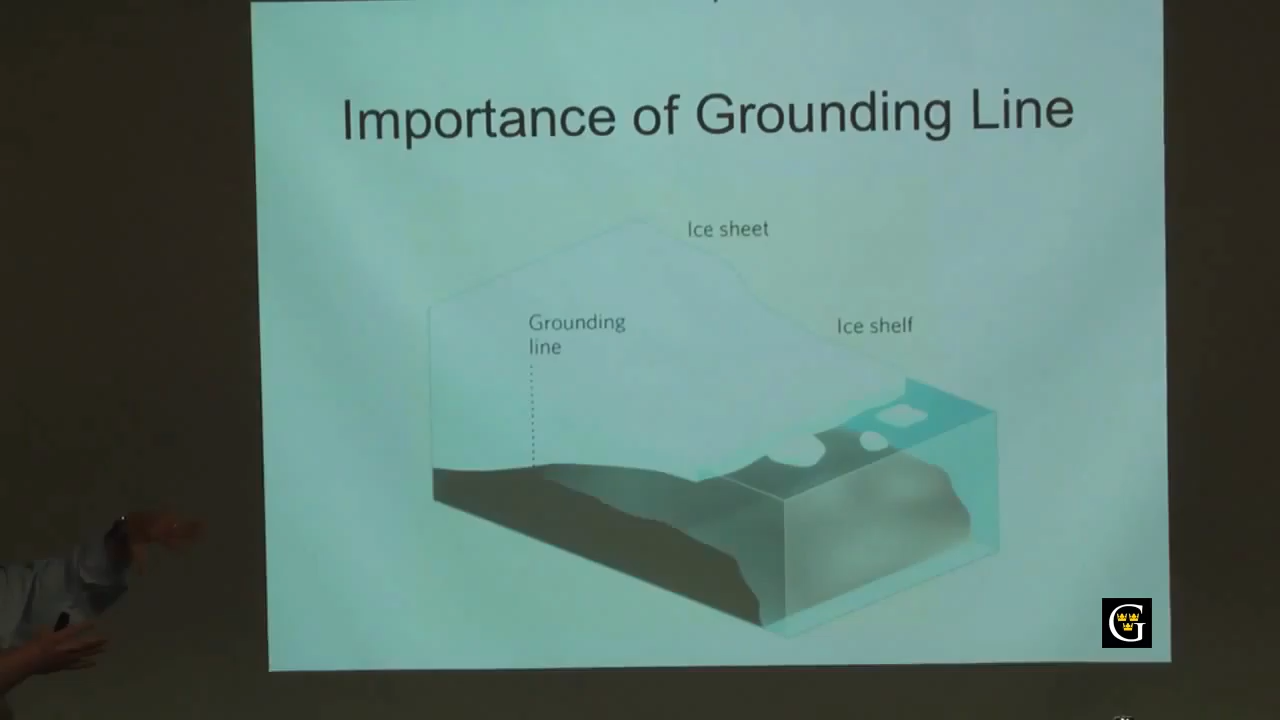 Importance of Grounding Line
Ice sheet
Grounding
line
Ice shelf
G